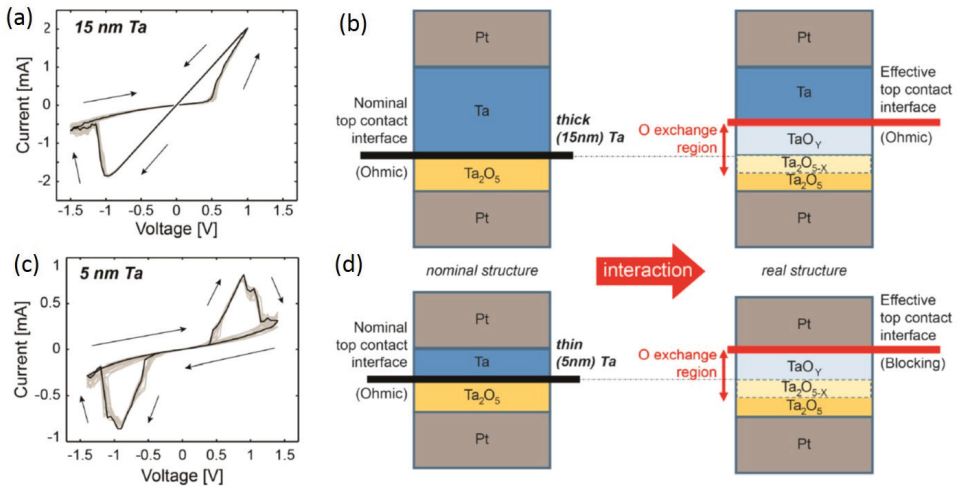 (a)
15 nm Ta
Current [mA]
2
1
0
-1
-2
-1.5
-1
-0.5
0
0.5
1
1.5
Voltage [V]
(b)
Pt
Ta
Ta2O5
Pt
Nominal
top contact
interface
(Ohmic)
thick
(15nm) Ta
O exchange
region
Pt
Ta
TaOY
Ta2O5-X
Ta2O5
Pt
Effective
top contact
interface
(Ohmic)
(c)
5 nm Ta
Current [mA]
1
0.5
0
-0.5
-1
-1.5
-1
-0.5
0
0.5
1
1.5
Voltage [V]
(d)
nominal structure
interaction
real structure
Pt
Ta
Ta2O5
Pt
Nominal
top contact
interface
(Ohmic)
thin
(5nm) Ta
O exchange
region
Pt
TaOY
Ta2O5-X
Ta2O5
Pt
Effective
top contact
interface
(Blocking)